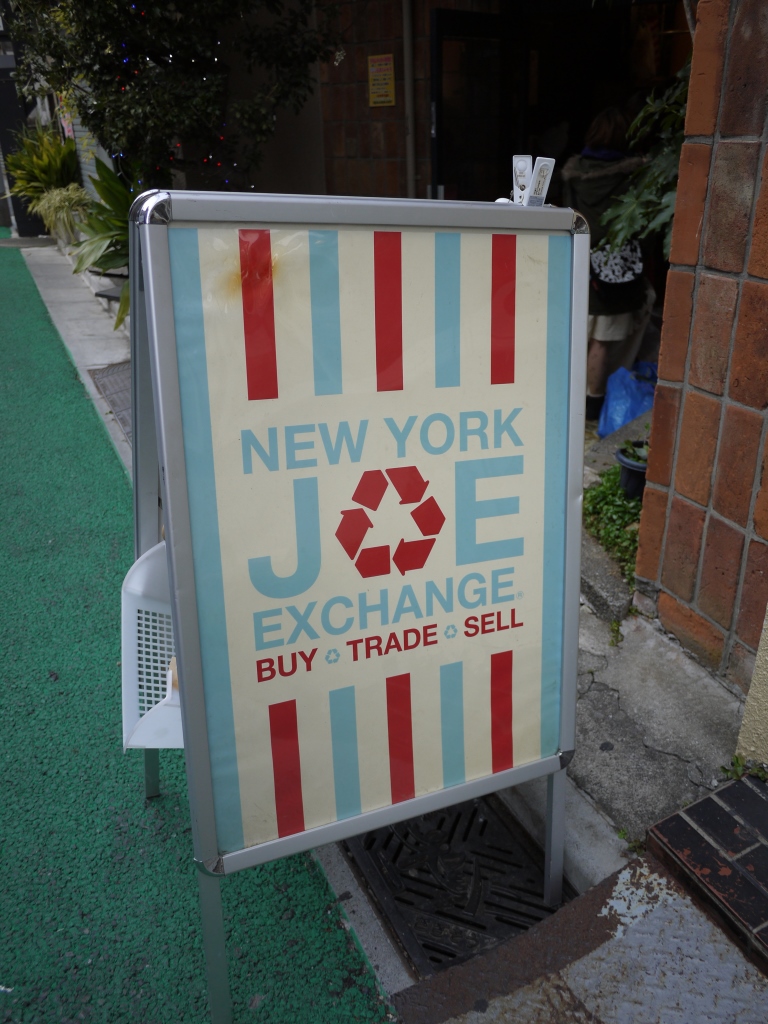 NEW YORK
JOE
EXCHANGE®
BUY ♻ TRADE ♻ SELL